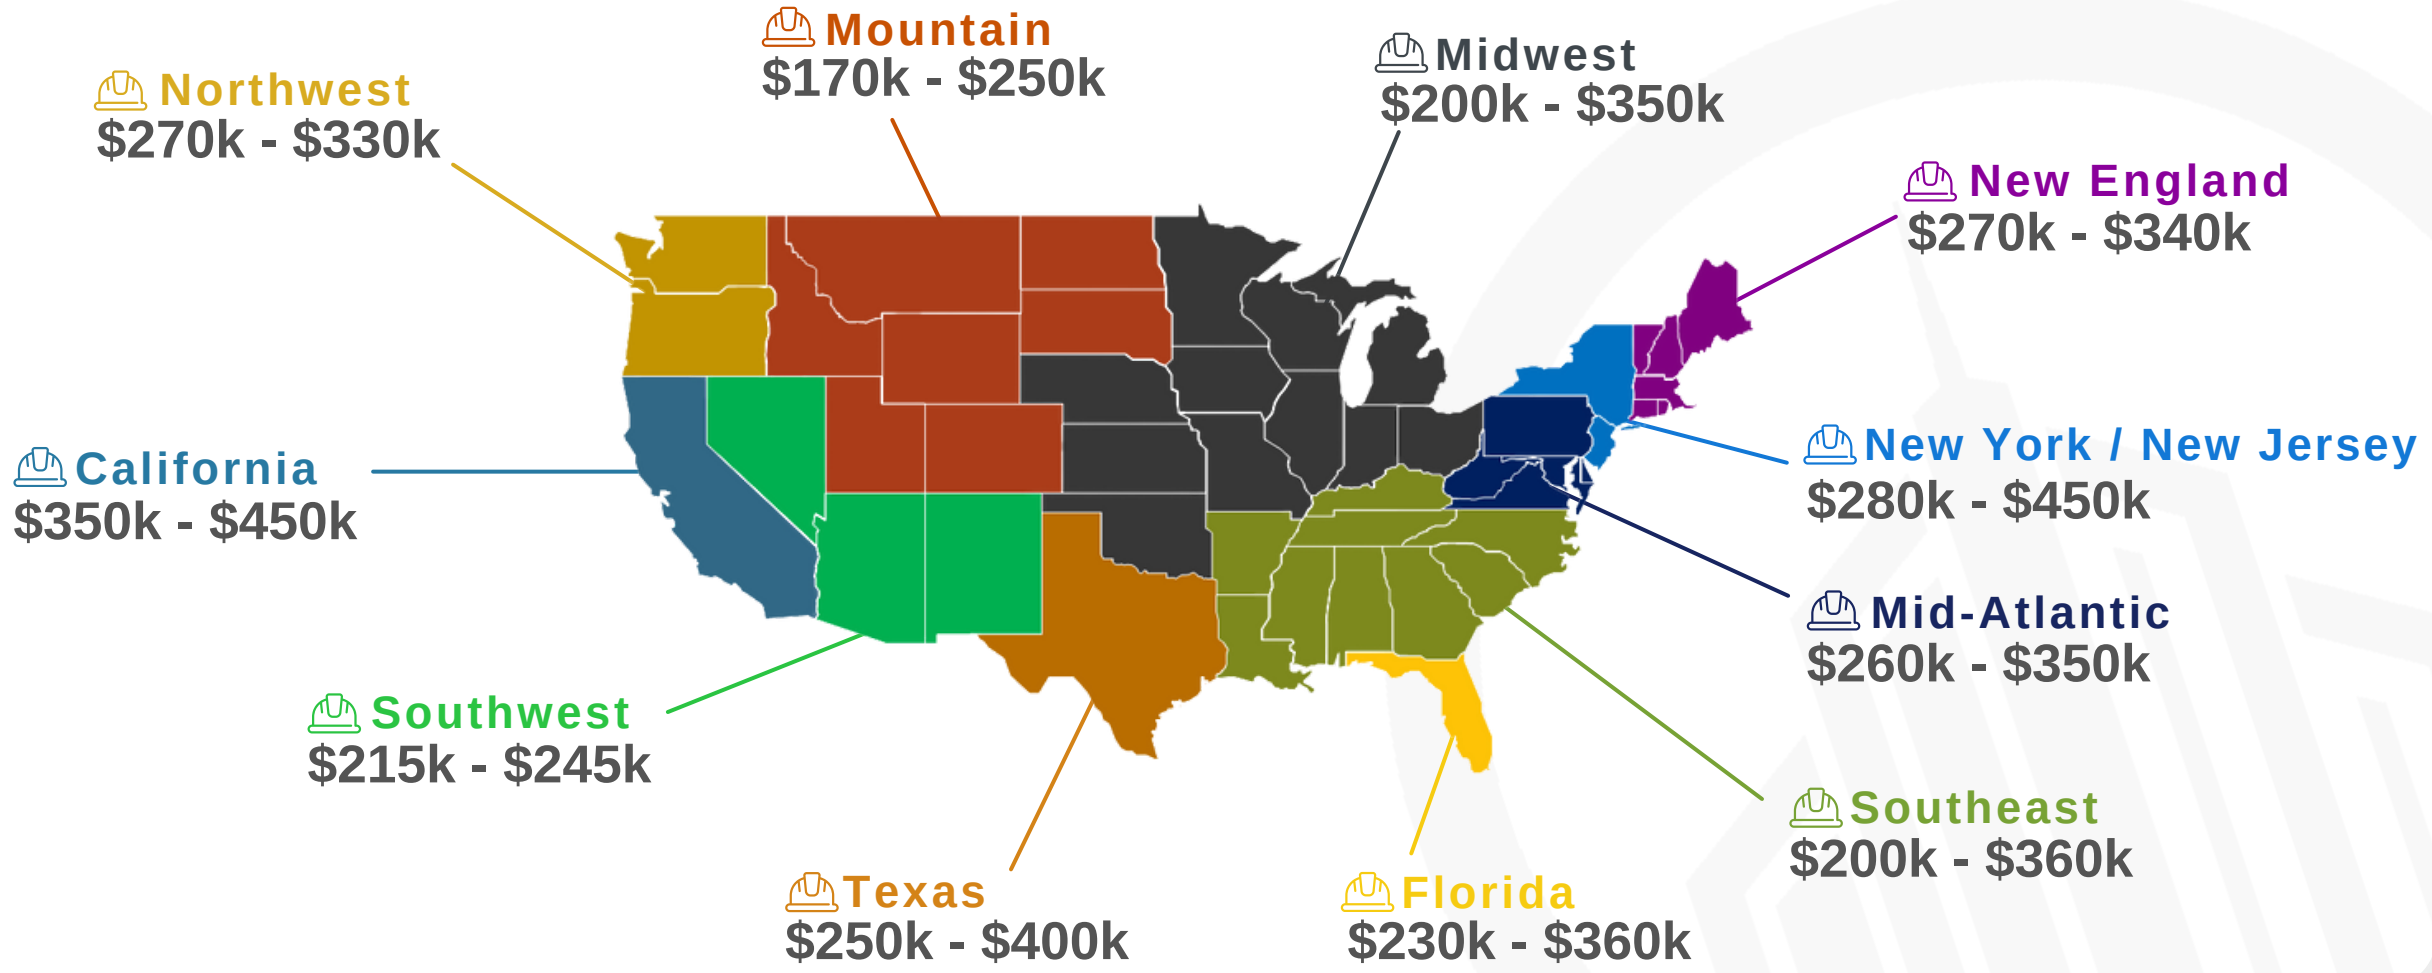 Mountain
$170k - $250k
Midwest
$200k - $350k
Northwest
$270k - $330k
New England
$270k - $340k
California
$350k - $450k
New York / New Jersey
$280k - $450k
Mid-Atlantic
$260k - $350k
Southwest
$215k - $245k
Southeast
$200k - $360k
Texas
$250k - $400k
Florida
$230k - $360k